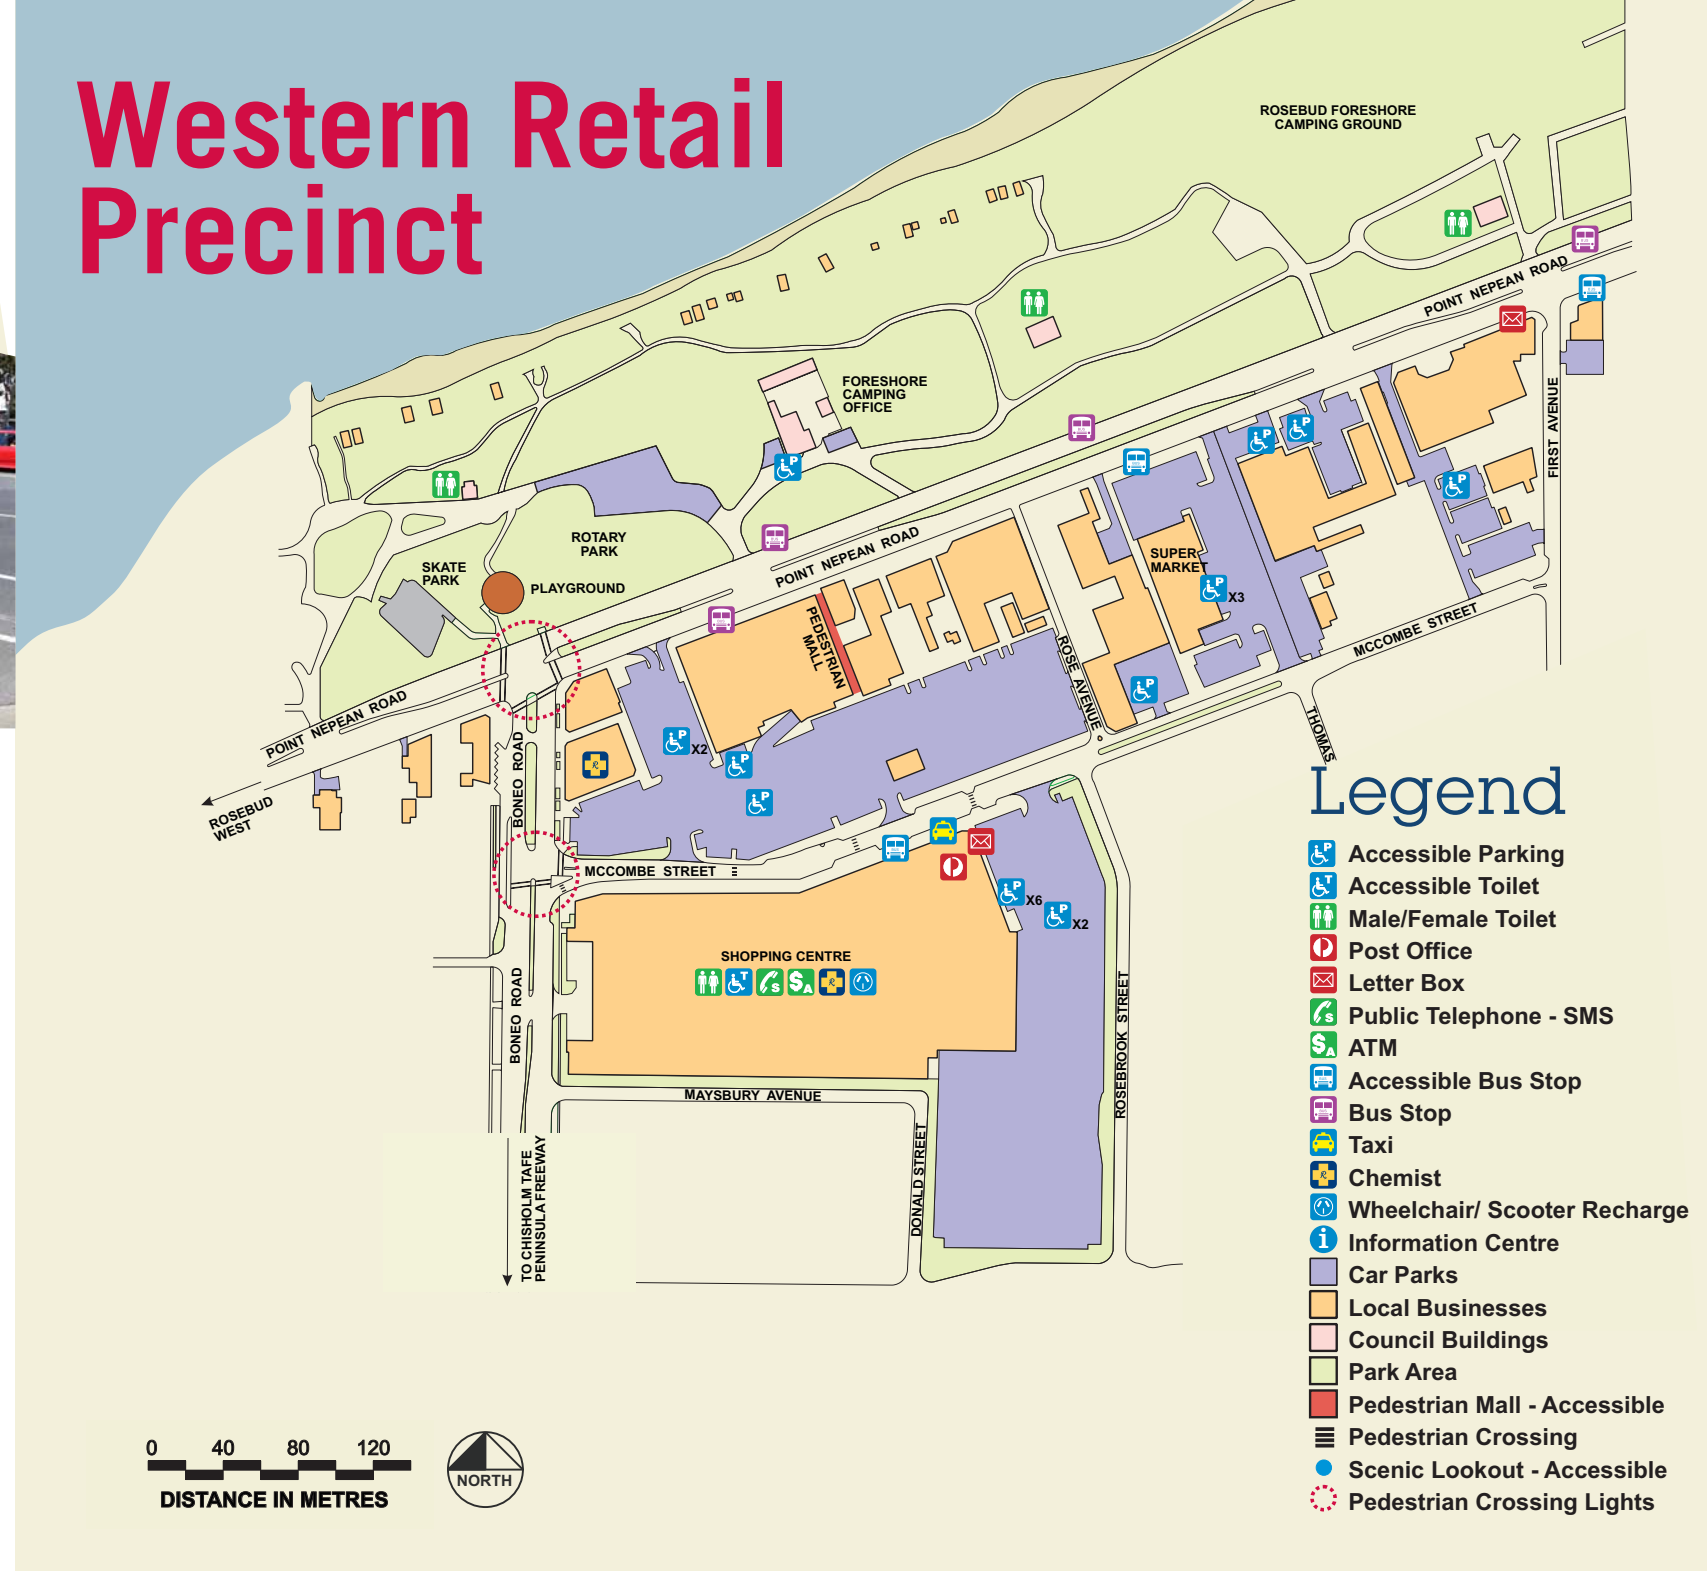 Western Retail
Precinct
ROSEBUD FORESHORE
CAMPING GROUND
POINT NEPEAN ROAD
FORESHORE
CAMPING
OFFICE
FIRST AVENUE
ROTARY
PARK
SKATE
PARK
PLAYGROUND
POINT NEPEAN ROAD
SUPER
MARKET
X3
PEDESTRIAN
MALL
MCCOMBE STREET
ROSE AVENUE
POINT NEPEAN ROAD
X2
THOMAS
BONEO ROAD
ROSEBUD
WEST
MCCOMBE STREET
X6
X2
SHOPPING CENTRE
BONEO ROAD
ROSEBROOK STREET
MAYSBURY AVENUE
DONALD STREET
TO CHISHOLM TAFE
PENINSULA FREEWAY
Legend
P Accessible Parking
T Accessible Toilet
Male/Female Toilet
Post Office
Letter Box
S Public Telephone - SMS
$A ATM
Accessible Bus Stop
Bus Stop
Taxi
Chemist
Wheelchair/ Scooter Recharge
i Information Centre
Car Parks
Local Businesses
Council Buildings
Park Area
Pedestrian Mall - Accessible
Pedestrian Crossing
Scenic Lookout - Accessible
Pedestrian Crossing Lights
0 40 80 120
DISTANCE IN METRES
NORTH